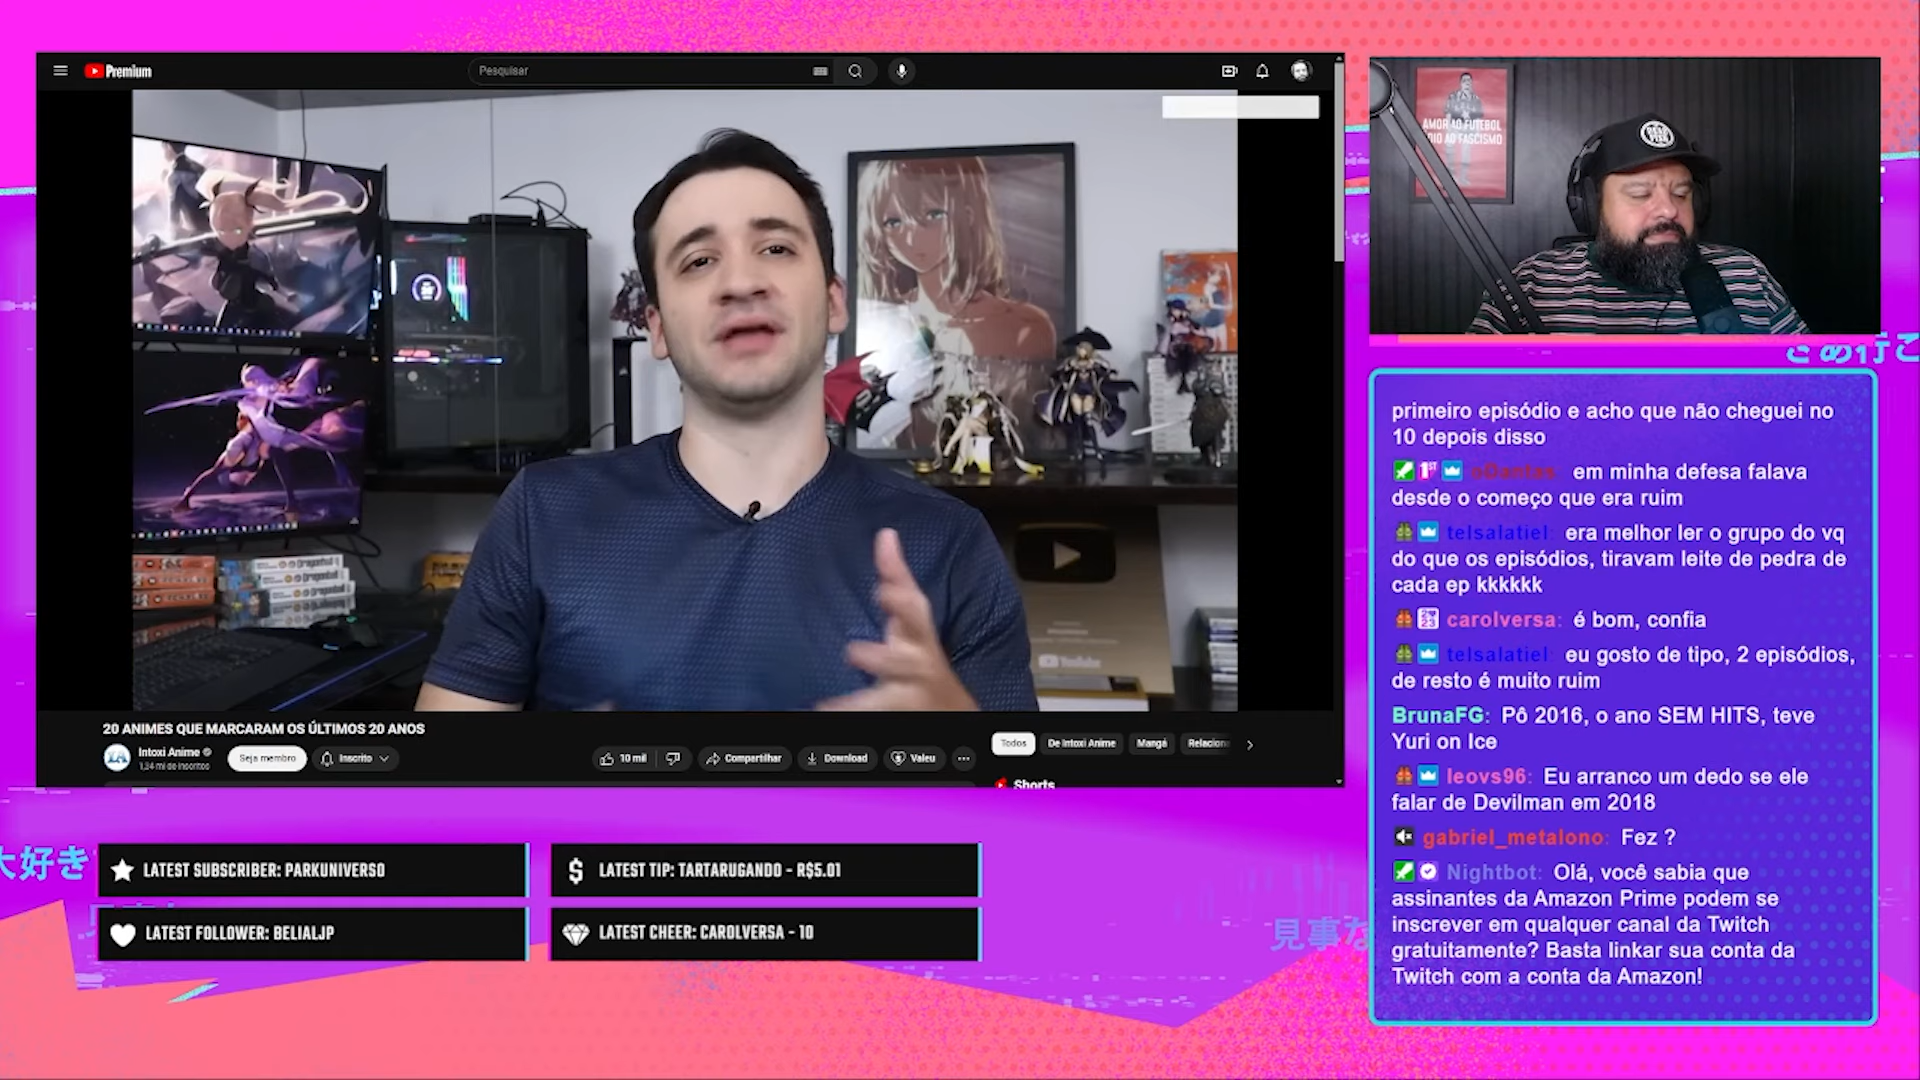 Premium
Pesquisar
20 ANIMES QUE MARCARAM OS ÚLTIMOS 20 ANOS
Intoxi Anime
1,24 mi de inscritos
Seja membro
Inscrito
10 mil
Compartilhar
Download
Valeu
Todos
De Intoxi Anime
Mangá
Relaciona
Shorts
YouTube
AMOR AO FUTEBOL
ÓDIO AO FASCISMO
primeiro episódio e acho que não cheguei no
10 depois disso
1ST oDantas em minha defesa falava
desde o começo que era ruim
telsalatiel: era melhor ler o grupo do vq
do que os episódios, tiravam leite de pedra de
cada ep kkkkkk
carolversa: é bom, confia
telsalatiel: eu gosto de tipo, 2 episódios,
de resto é muito ruim
BrunaFG: Pô 2016, o ano SEM HITS, teve
Yuri on Ice
leovs96: Eu arranco um dedo se ele
falar de Devilman em 2018
gabriel_metalono: Fez ?
Nightbot: Olá, você sabia que
assinantes da Amazon Prime podem se
inscrever em qualquer canal da Twitch
gratuitamente? Basta linkar sua conta da
Twitch com a conta da Amazon!
LATEST SUBSCRIBER: PARKUNIVERSO
LATEST TIP: TARTARUGANDO - R$5.01
LATEST FOLLOWER: BELIALJP
LATEST CHEER: CAROLVERSA - 10
大好き
見事な